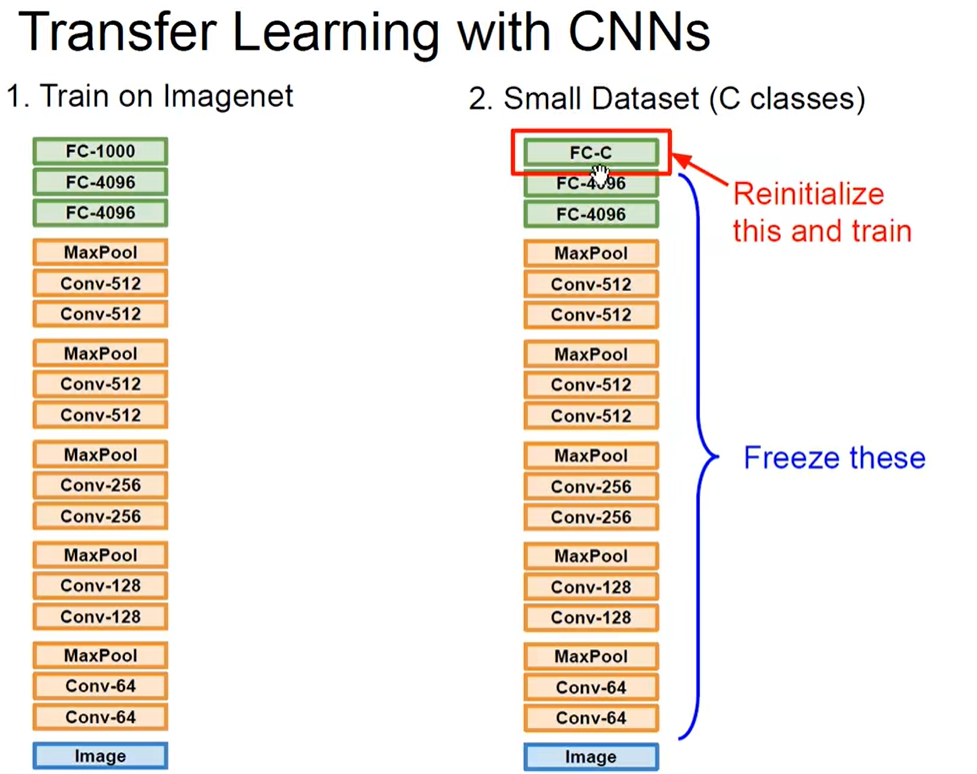 Transfer Learning with CNNs
1. Train on Imagenet
FC-1000
FC-4096
FC-4096
MaxPool
Conv-512
Conv-512
MaxPool
Conv-512
Conv-512
MaxPool
Conv-256
Conv-256
MaxPool
Conv-128
Conv-128
MaxPool
Conv-64
Conv-64
Image
2. Small Dataset (C classes)
FC-C
FC-4096
FC-4096
MaxPool
Conv-512
Conv-512
MaxPool
Conv-512
Conv-512
MaxPool
Conv-256
Conv-256
MaxPool
Conv-128
Conv-128
MaxPool
Conv-64
Conv-64
Image
Reinitialize
this and train
Freeze these